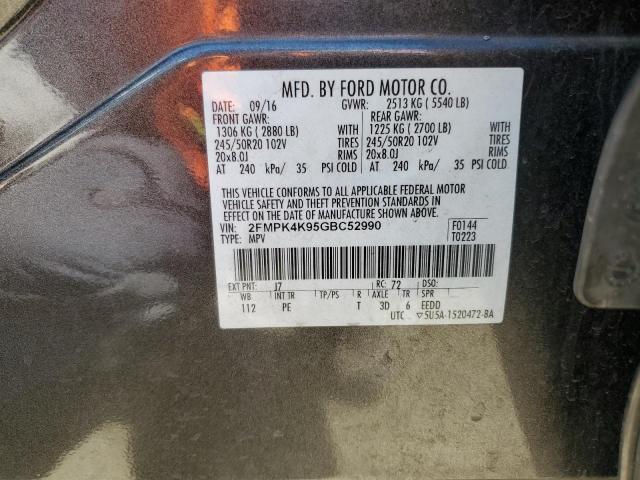 MFD. BY FORD MOTOR CO.
DATE: 09/16 GVWR: 2513 KG ( 5540 LB)
FRONT GAWR: REAR GAWR:
1306 KG ( 2880 LB) WITH 1225 KG ( 2700 LB) WITH
245/50R20 102V TIRES 245/50R20 102V TIRES
20x8.0J RIMS 20x8.0J RIMS
AT 240 kPa/ 35 PSI COLD AT 240 kPa/ 35 PSI COLD
THIS VEHICLE CONFORMS TO ALL APPLICABLE FEDERAL MOTOR
VEHICLE SAFETY AND THEFT PREVENTION STANDARDS IN
EFFECT ON THE DATE OF MANUFACTURE SHOWN ABOVE.
VIN: 2FMPK4K95GBC52990 F0144
TYPE: MPV T0223
EXT PNT: J7 RC: 72 DSO:
WB INT TR TP/PS R AXLE TR SPR
112 PE T 3D 6 EEDD
UTC ▽5U5A-1520472-BA